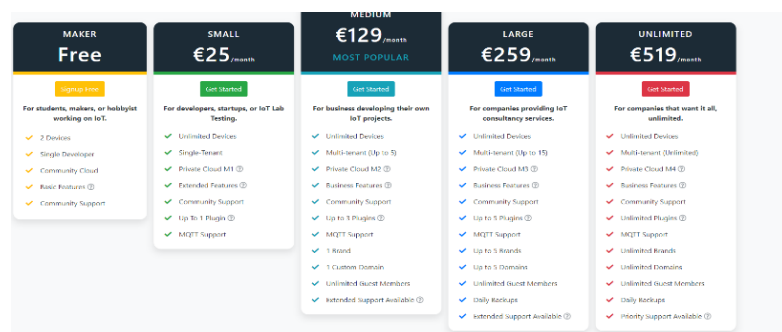 MAKER
Free
Signup Free
For students, makers, or hobbyist
working on IoT.
2 Devices
Single Developer
Community Cloud
Basic Features
Community Support
SMALL
€25/month
Get Started
For developers, startups, or IoT Lab
Testing.
Unlimited Devices
Single-Tenant
Private Cloud M1
Extended Features
Community Support
Up To 1 Plugin
MQTT Support
MEDIUM
€129/month
MOST POPULAR
Get Started
For business developing their own
IoT projects.
Unlimited Devices
Multi-tenant (Up to 5)
Private Cloud M2
Business Features
Community Support
Up to 3 Plugins
MQTT Support
1 Brand
1 Custom Domain
Unlimited Guest Members
Extended Support Available
LARGE
€259/month
Get Started
For companies providing IoT
consultancy services.
Unlimited Devices
Multi-tenant (Up to 15)
Private Cloud M3
Business Features
Community Support
Up to 5 Plugins
MQTT Support
Up to 5 Brands
Up to 5 Domains
Unlimited Guest Members
Daily Backups
Extended Support Available
UNLIMITED
€519/month
Get Started
For companies that want it all,
unlimited.
Unlimited Devices
Multi-tenant (Unlimited)
Private Cloud M4
Business Features
Community Support
Unlimited Plugins
MQTT Support
Unlimited Brands
Unlimited Domains
Unlimited Guest Members
Daily Backups
Priority Support Available